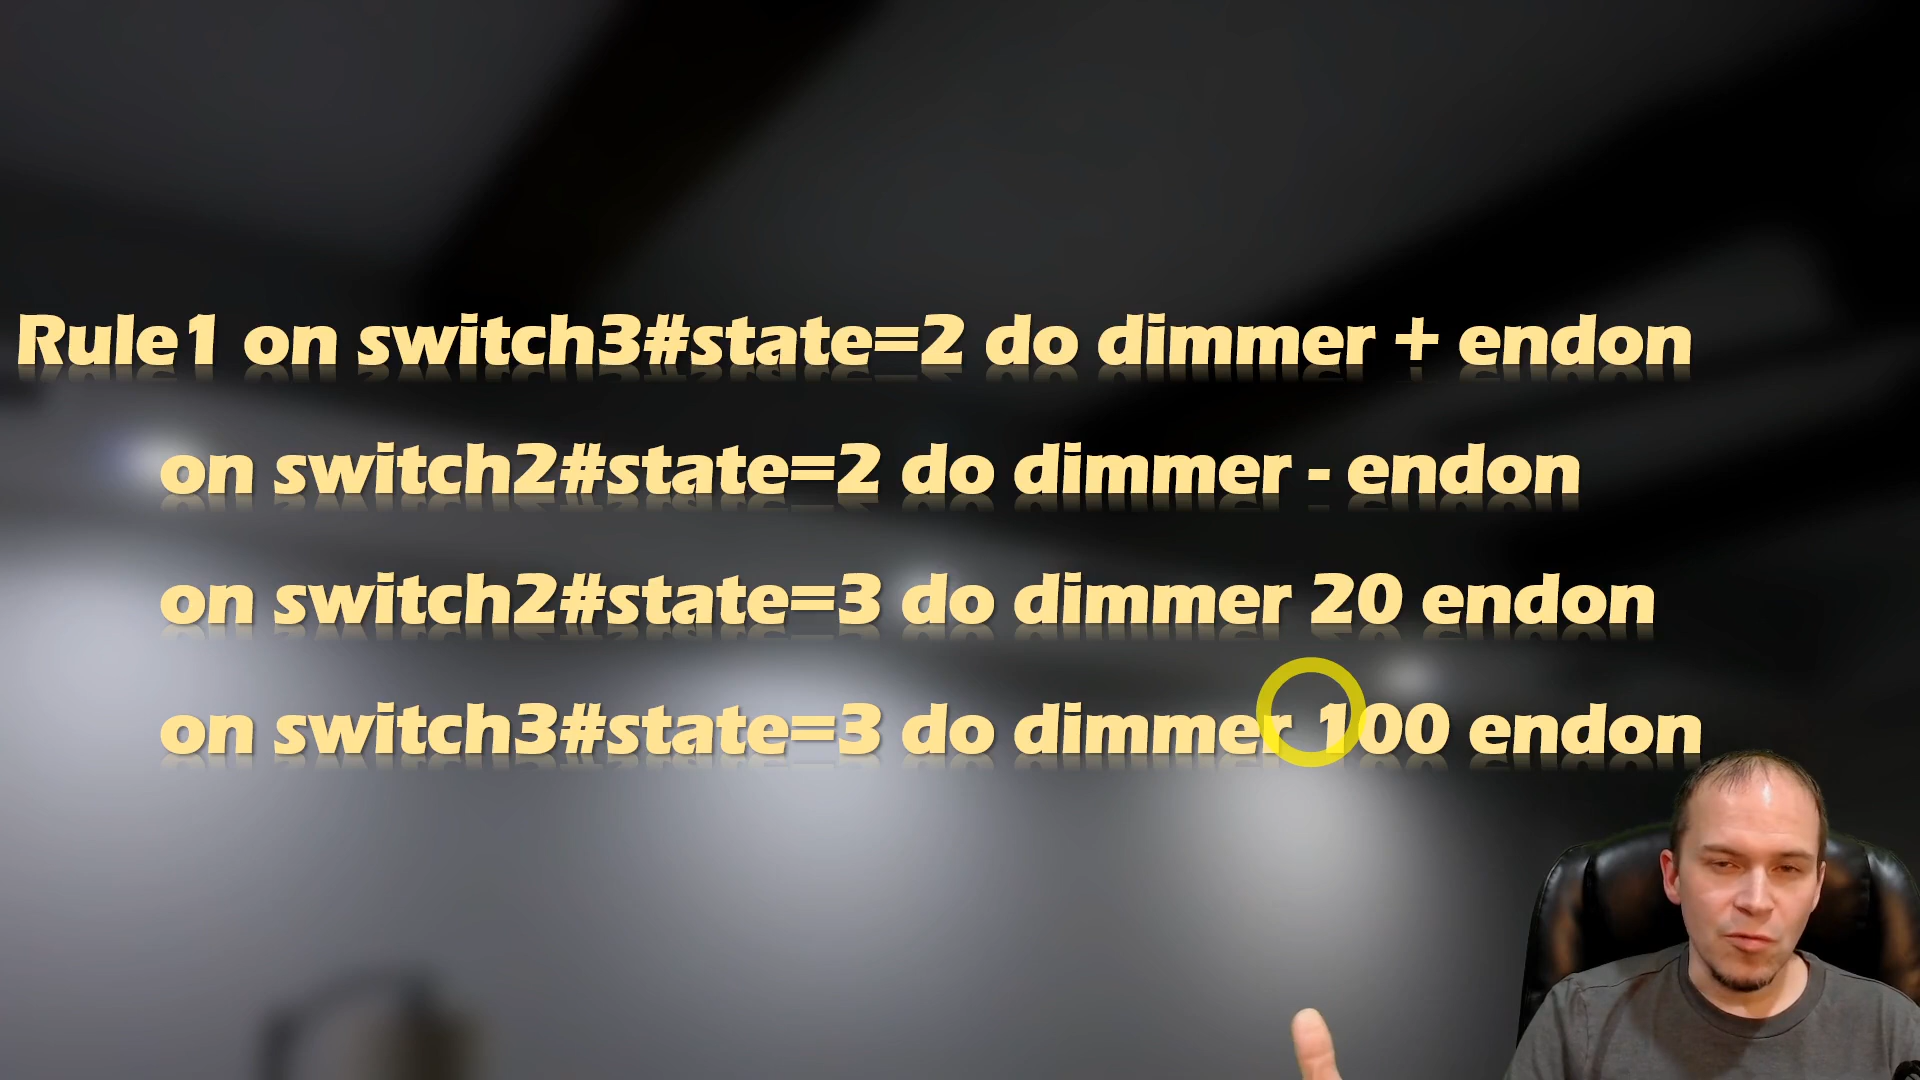 Rule1 on switch3#state=2 do dimmer + endon
on switch2#state=2 do dimmer - endon
on switch2#state=3 do dimmer 20 endon
on switch3#state=3 do dimmer 100 endon